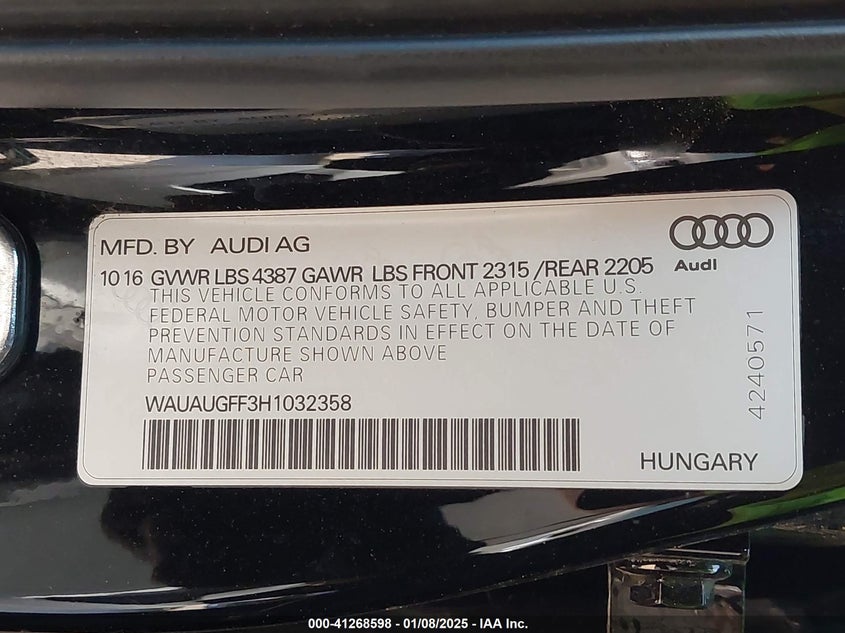 MFD. BY AUDI AG
10 16 GVWR LBS 4387 GAWR LBS FRONT 2315 / REAR 2205
Audi
THIS VEHICLE CONFORMS TO ALL APPLICABLE U.S.
FEDERAL MOTOR VEHICLE SAFETY, BUMPER AND THEFT
PREVENTION STANDARDS IN EFFECT ON THE DATE OF
MANUFACTURE SHOWN ABOVE
PASSENGER CAR
WAUAUGFF3H1032358
4240571
HUNGARY
000-41268598 - 01/08/2025 - IAA Inc.